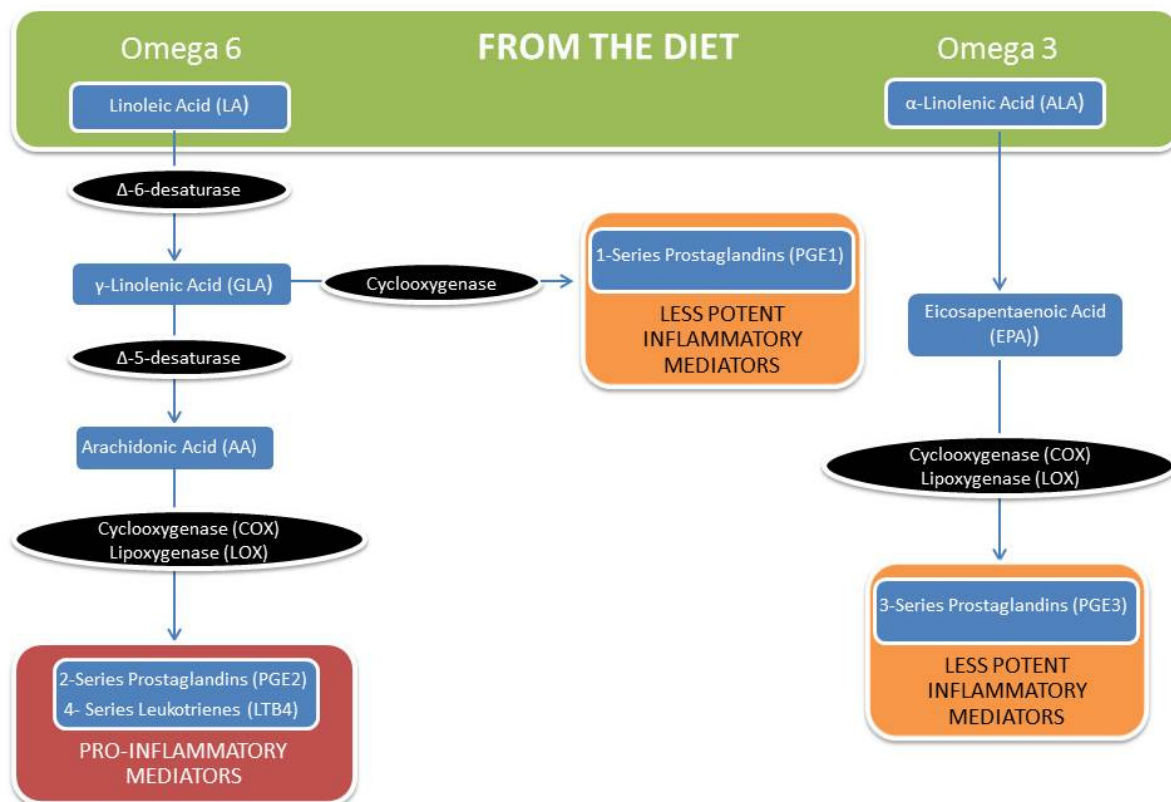 Omega 6
FROM THE DIET
Omega 3
Linoleic Acid (LA)
α-Linolenic Acid (ALA)
Δ-6-desaturase
γ-Linolenic Acid (GLA)
Cyclooxygenase
1-Series Prostaglandins (PGE1)
LESS POTENT
INFLAMMATORY
MEDIATORS
Eicosapentaenoic Acid
(EPA))
Δ-5-desaturase
Arachidonic Acid (AA)
Cyclooxygenase (COX)
Lipoxygenase (LOX)
Cyclooxygenase (COX)
Lipoxygenase (LOX)
3-Series Prostaglandins (PGE3)
LESS POTENT
INFLAMMATORY
MEDIATORS
2-Series Prostaglandins (PGE2)
4- Series Leukotrienes (LTB4)
PRO-INFLAMMATORY
MEDIATORS